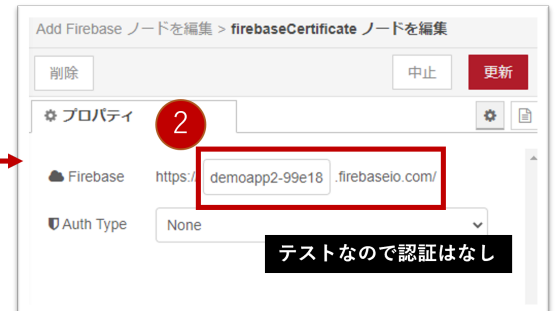 Add Firebase ノードを編集 > firebaseCertificate ノードを編集
削除 中止 更新
プロパティ
2
Firebase https:// demoapp2-99e18 .firebaseio.com/
Auth Type None
テストなので認証はなし